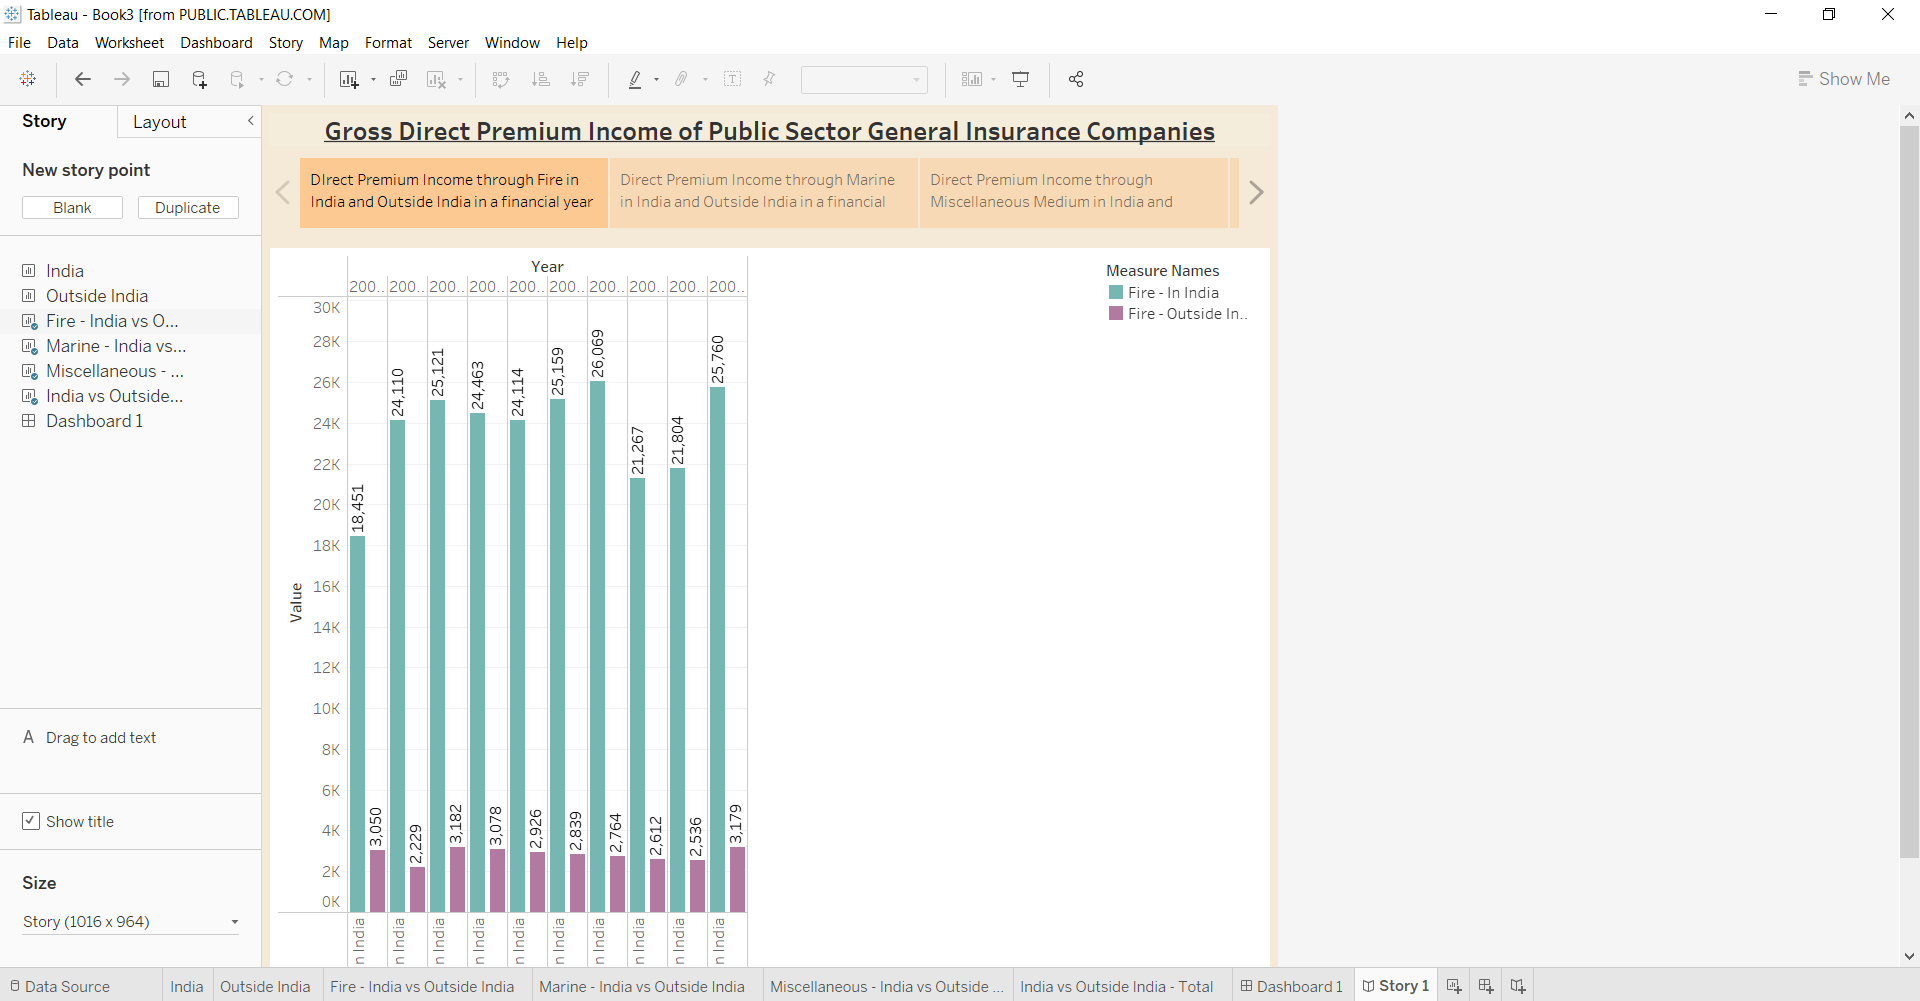 Tableau - Book3 [from PUBLIC.TABLEAU.COM]
File Data Worksheet Dashboard Story Map Format Server Window Help
Show Me
Story Layout
New story point
Blank Duplicate
India
Outside India
Fire - India vs O...
Marine - India vs...
Miscellaneous - ...
India vs Outside...
Dashboard 1
A Drag to add text
Show title
Size
Story (1016 x 964)
Gross Direct Premium Income of Public Sector General Insurance Companies
DIrect Premium Income through Fire in
India and Outside India in a financial year
Direct Premium Income through Marine
in India and Outside India in a financial
Direct Premium Income through
Miscellaneous Medium in India and
Year
200.. 200.. 200.. 200.. 200.. 200.. 200.. 200.. 200.. 200..
30K
28K
26K
24K
22K
20K
18K
16K
14K
12K
10K
8K
6K
4K
2K
0K
Value
18,451
3,050
24,110
2,229
25,121
3,182
24,463
3,078
24,114
2,926
25,159
2,839
26,069
2,764
21,267
2,612
21,804
2,536
25,760
3,179
n India n India n India n India n India n India n India n India n India n India
Measure Names
Fire - In India
Fire - Outside In..
Data Source India Outside India Fire - India vs Outside India Marine - India vs Outside India Miscellaneous - India vs Outside ... India vs Outside India - Total Dashboard 1 Story 1